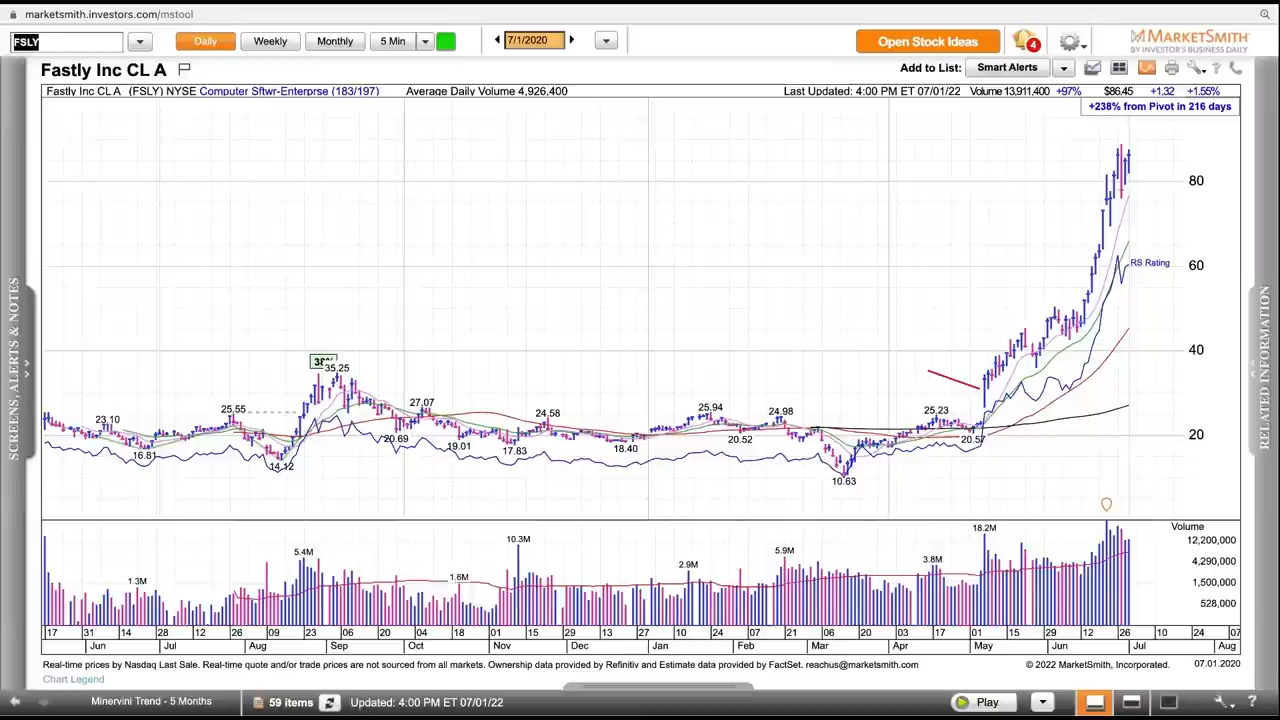 marketsmith.investors.com/mstool
FSLY Daily Weekly Monthly 5 Min 7/1/2020 Open Stock Ideas 4 MARKETSMITH
BY INVESTOR'S BUSINESS DAILY
Fastly Inc CL A Add to List: Smart Alerts
Fastly Inc CL A (FSLY) NYSE Computer Sftwr-Enterprse (183/197) Average Daily Volume 4,926,400 Last Updated: 4:00 PM ET 07/01/22 Volume 13,911,400 +97% $86.45 +1.32 +1.55%
+238% from Pivot in 216 days
80
RS Rating
60
SCREENS, ALERTS & NOTES
RELATED INFORMATION
40
35.25
23.10 25.55 27.07 24.58 25.94 24.98 25.23
20
16.81 14.12 20.69 19.01 17.83 18.40 20.52 10.63 20.57
18.2M Volume
10.3M 12,200,000
5.4M 5.9M
2.9M 3.8M 4,290,000
1.3M 1.6M 1,500,000
528,000
17 31 14 28 12 26 09 23 06 20 04 18 01 15 29 13 27 10 24 07 21 06 20 03 17 01 15 29 12 26 10 24 07
Jun Jul Aug Sep Oct Nov Dec Jan Feb Mar Apr May Jun Jul Aug
Real-time prices by Nasdaq Last Sale. Real-time quote and/or trade prices are not sourced from all markets. Ownership data provided by Refinitiv and Estimate data provided by FactSet. reachus@marketsmith.com © 2022 MarketSmith, Incorporated. 07.01.2020
Chart Legend
Minervini Trend - 5 Months 59 items Updated: 4:00 PM ET 07/01/22 Play